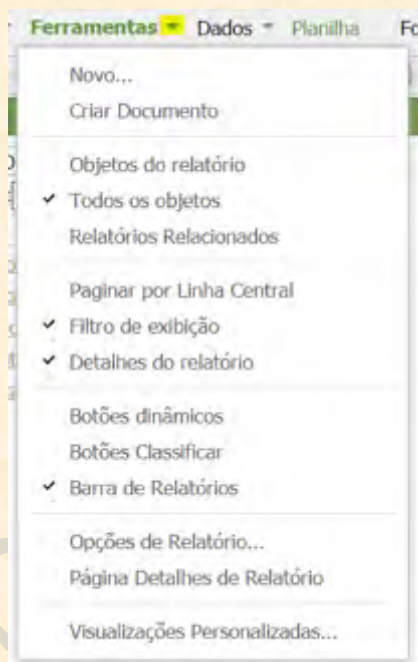 Ferramentas Dados Planilha Fo
Novo...
Criar Documento
Objetos do relatório
Todos os objetos
Relatórios Relacionados
Paginar por Linha Central
Filtro de exibição
Detalhes do relatório
Botões dinâmicos
Botões Classificar
Barra de Relatórios
Opções de Relatório...
Página Detalhes de Relatório
Visualizações Personalizadas...